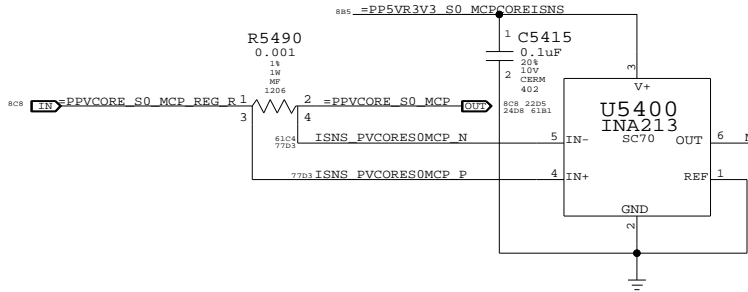 8B5 =PP5VR3V3_S0_MCPCOREISNS
R5490
0.001
1%
1W
MF
1206
1 C5415
0.1uF
20%
10V
2 CERM
402
3
V+
8C8 IN =PPVCORE_S0_MCP_REG_R 1 2 =PPVCORE_S0_MCP OUT 8C8 22D5
24D8 61B1
3 4
U5400
INA213
SC70
61C4 ISNS_PVCORES0MCP_N 5 IN- OUT 6
77D3
77D3 ISNS_PVCORES0MCP_P 4 IN+ REF 1
GND
2